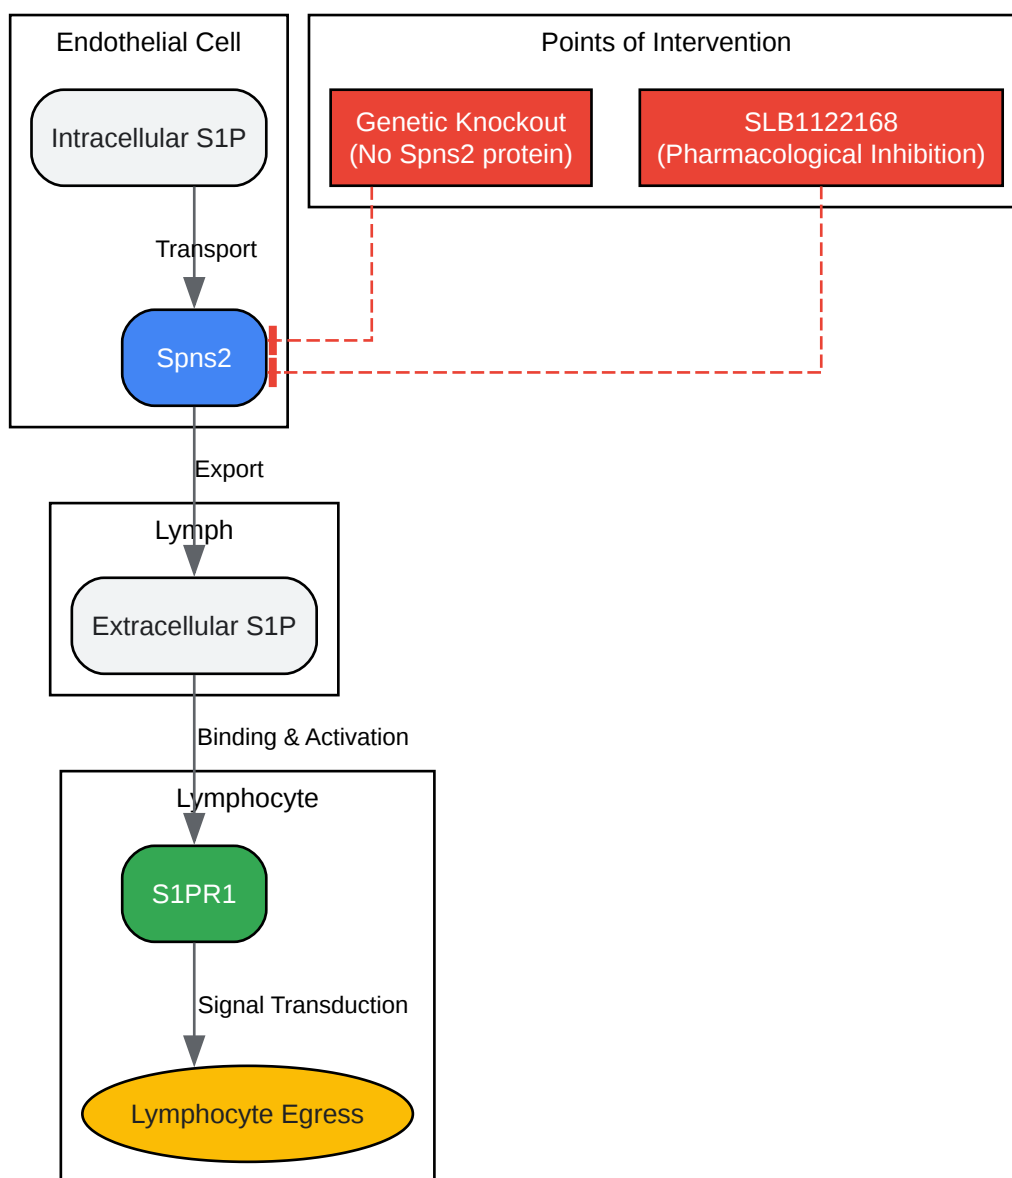 Endothelial Cell
Points of Intervention
Intracellular S1P
Genetic Knockout
(No Spns2 protein)
SLB1122168
(Pharmacological Inhibition)
Transport
Spns2
Export
Lymph
Extracellular S1P
Binding & Activation
Lymphocyte
S1PR1
Signal Transduction
Lymphocyte Egress